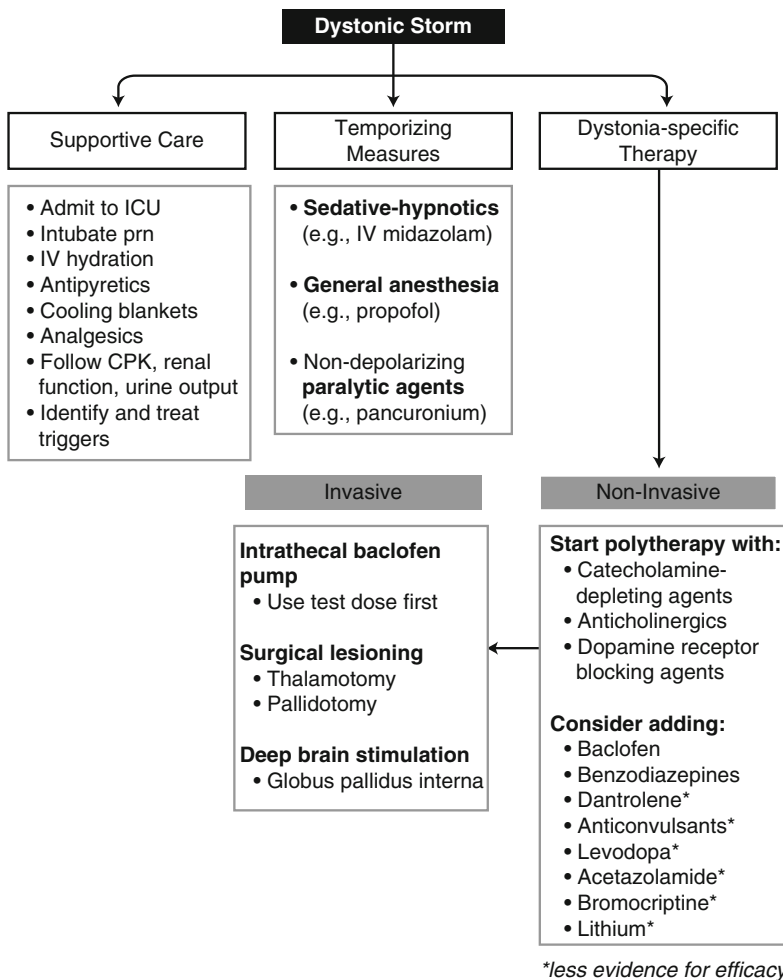 Dystonic Storm
Supportive Care
Temporizing
Measures
Dystonia-specific
Therapy
• Admit to ICU
• Intubate prn
• IV hydration
• Antipyretics
• Cooling blankets
• Analgesics
• Follow CPK, renal
function, urine output
• Identify and treat
triggers
• Sedative-hypnotics
(e.g., IV midazolam)
• General anesthesia
(e.g., propofol)
• Non-depolarizing
paralytic agents
(e.g., pancuronium)
Invasive
Intrathecal baclofen
pump
• Use test dose first
Surgical lesioning
• Thalamotomy
• Pallidotomy
Deep brain stimulation
• Globus pallidus interna
Non-Invasive
Start polytherapy with:
• Catecholamine-
depleting agents
• Anticholinergics
• Dopamine receptor
blocking agents
Consider adding:
• Baclofen
• Benzodiazepines
• Dantrolene*
• Anticonvulsants*
• Levodopa*
• Acetazolamide*
• Bromocriptine*
• Lithium*
*less evidence for efficacy